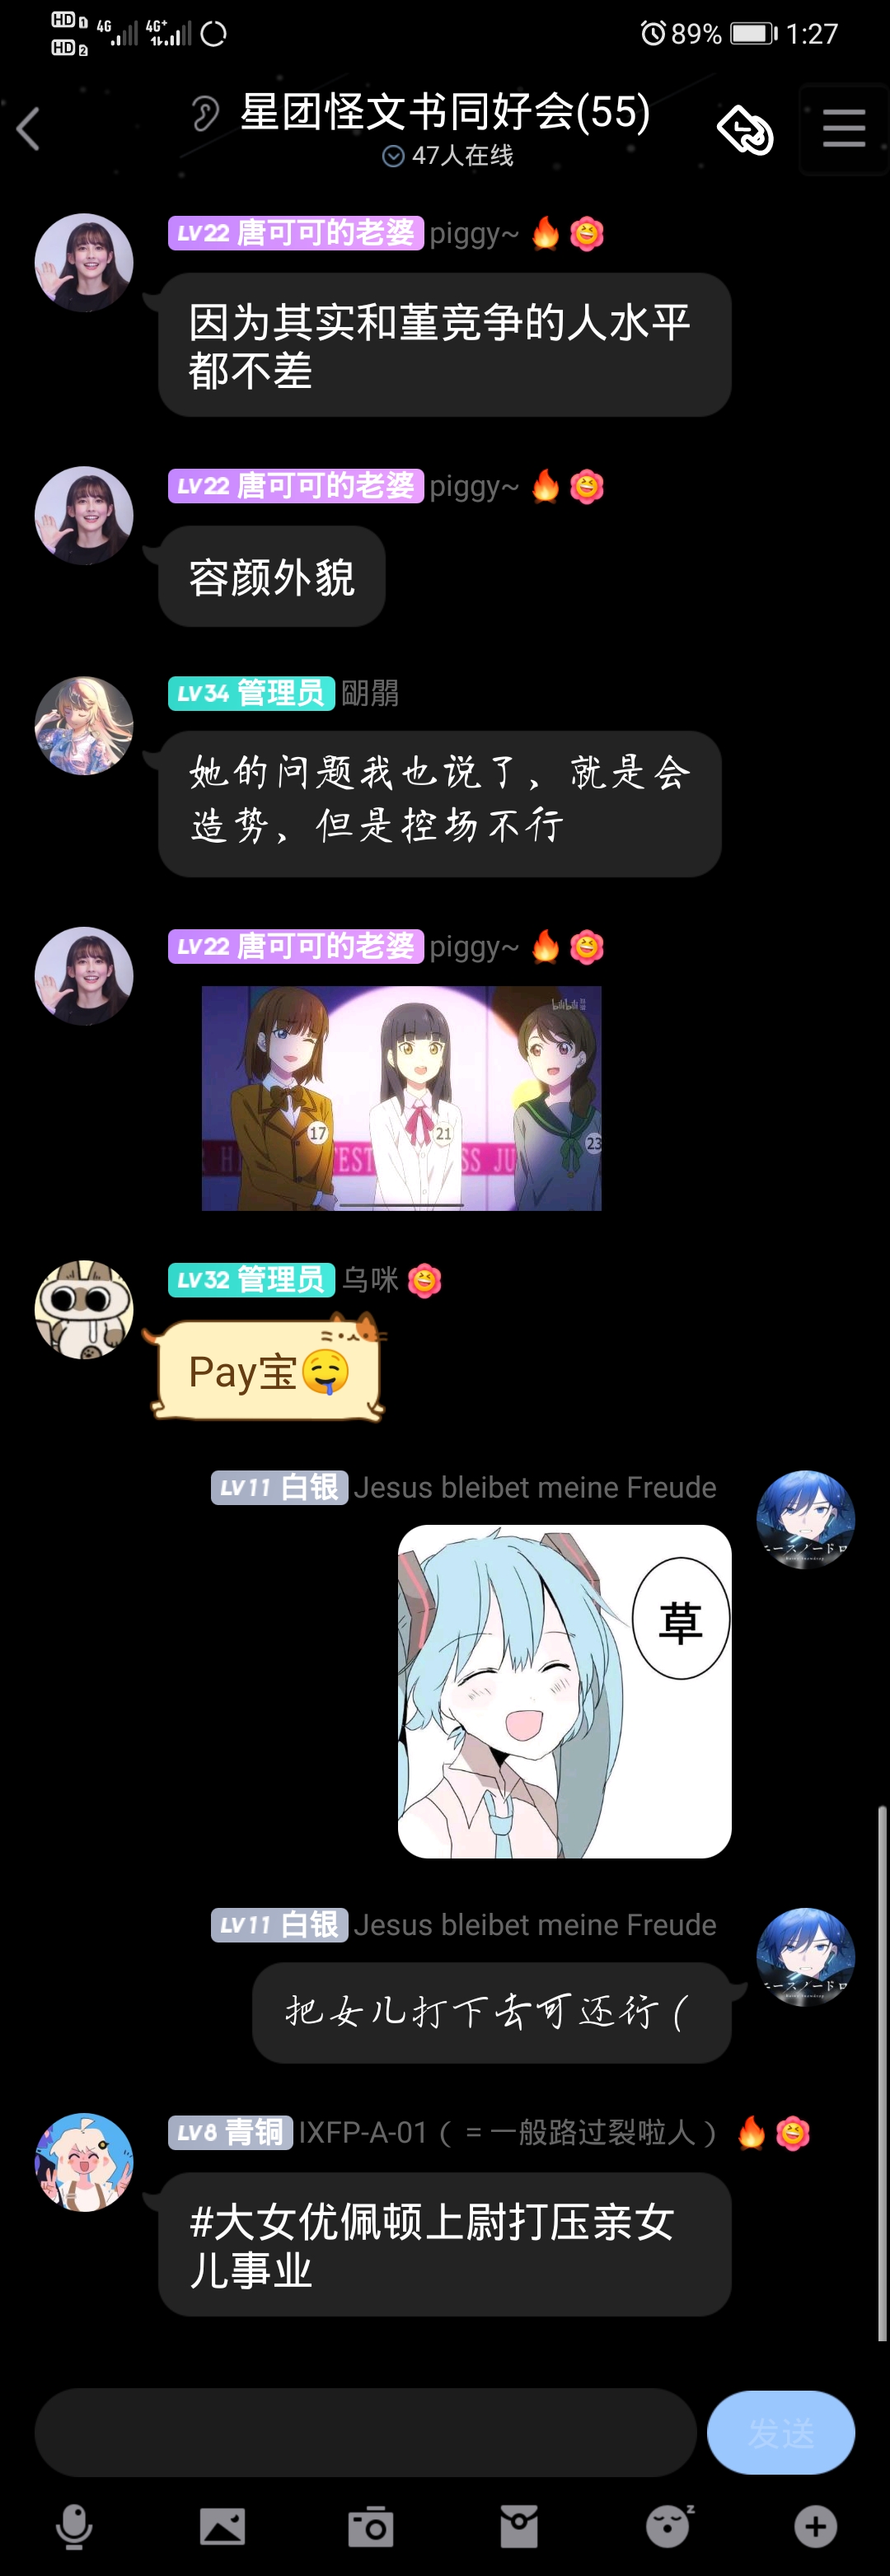 HD 1
HD 2
4G
4G+
89%
1:27
星团怪文书同好会(55)
47人在线
LV22 唐可可的老婆 piggy~
因为其实和堇竞争的人水平
都不差
LV22 唐可可的老婆 piggy~
容颜外貌
LV34 管理员
她的问题我也说了、就是会
造势、但是控场不行
LV22 唐可可的老婆 piggy~
bilibili
17
21
23
LV32 管理员 乌咪
Pay宝🤤
LV11 白银 Jesus bleibet meine Freude
草
LV11 白银 Jesus bleibet meine Freude
把女儿打下去可还行（
LV8 青铜 IXFP-A-01（ = 一般路过裂啦人 ）
#大女优佩顿上尉打压亲女
儿事业
发送